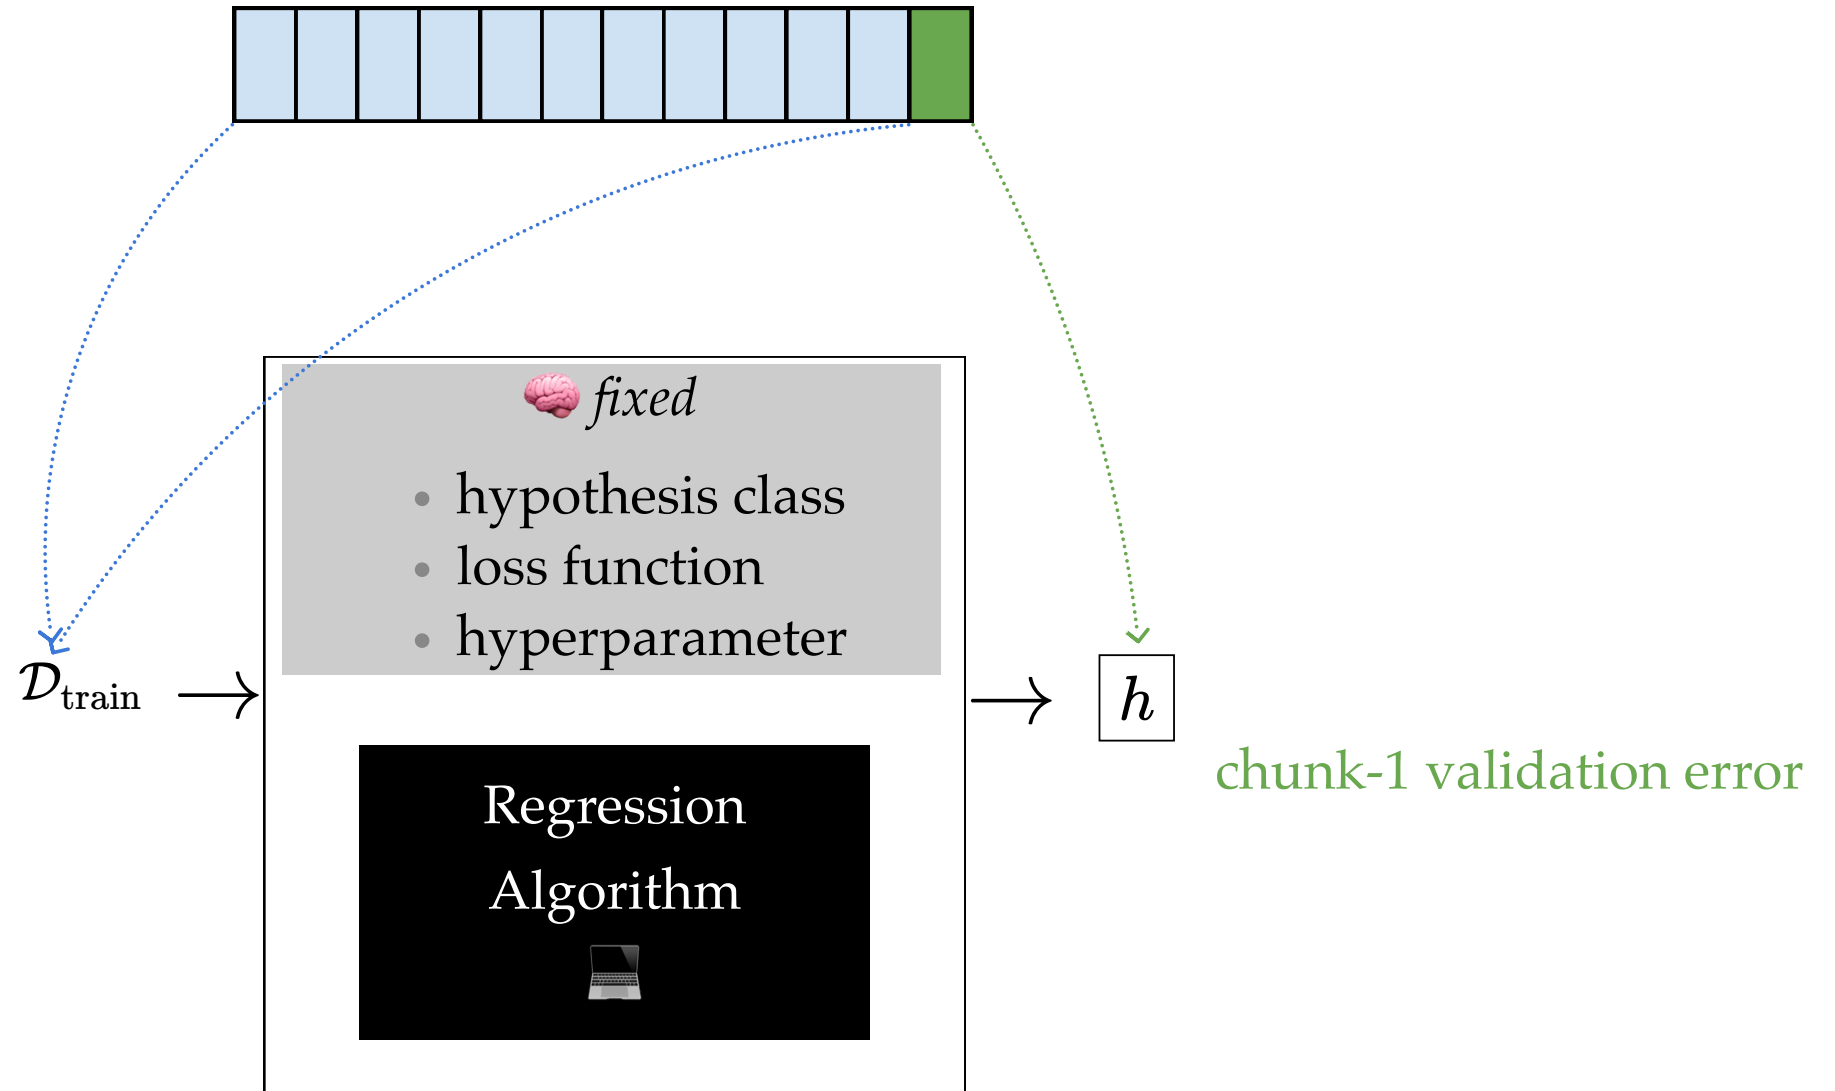 fixed
• hypothesis class
• loss function
• hyperparameter
𝒟train
h
chunk-1 validation error
Regression
Algorithm